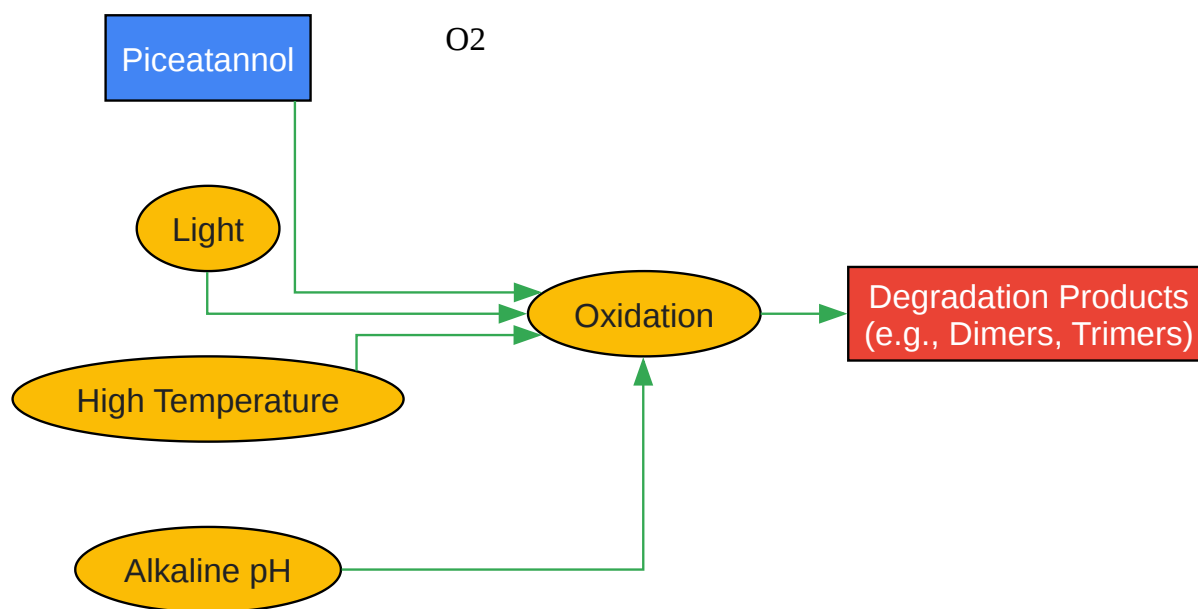 Piceatannol
O2
Light
Oxidation
Degradation Products
(e.g., Dimers, Trimers)
High Temperature
Alkaline pH